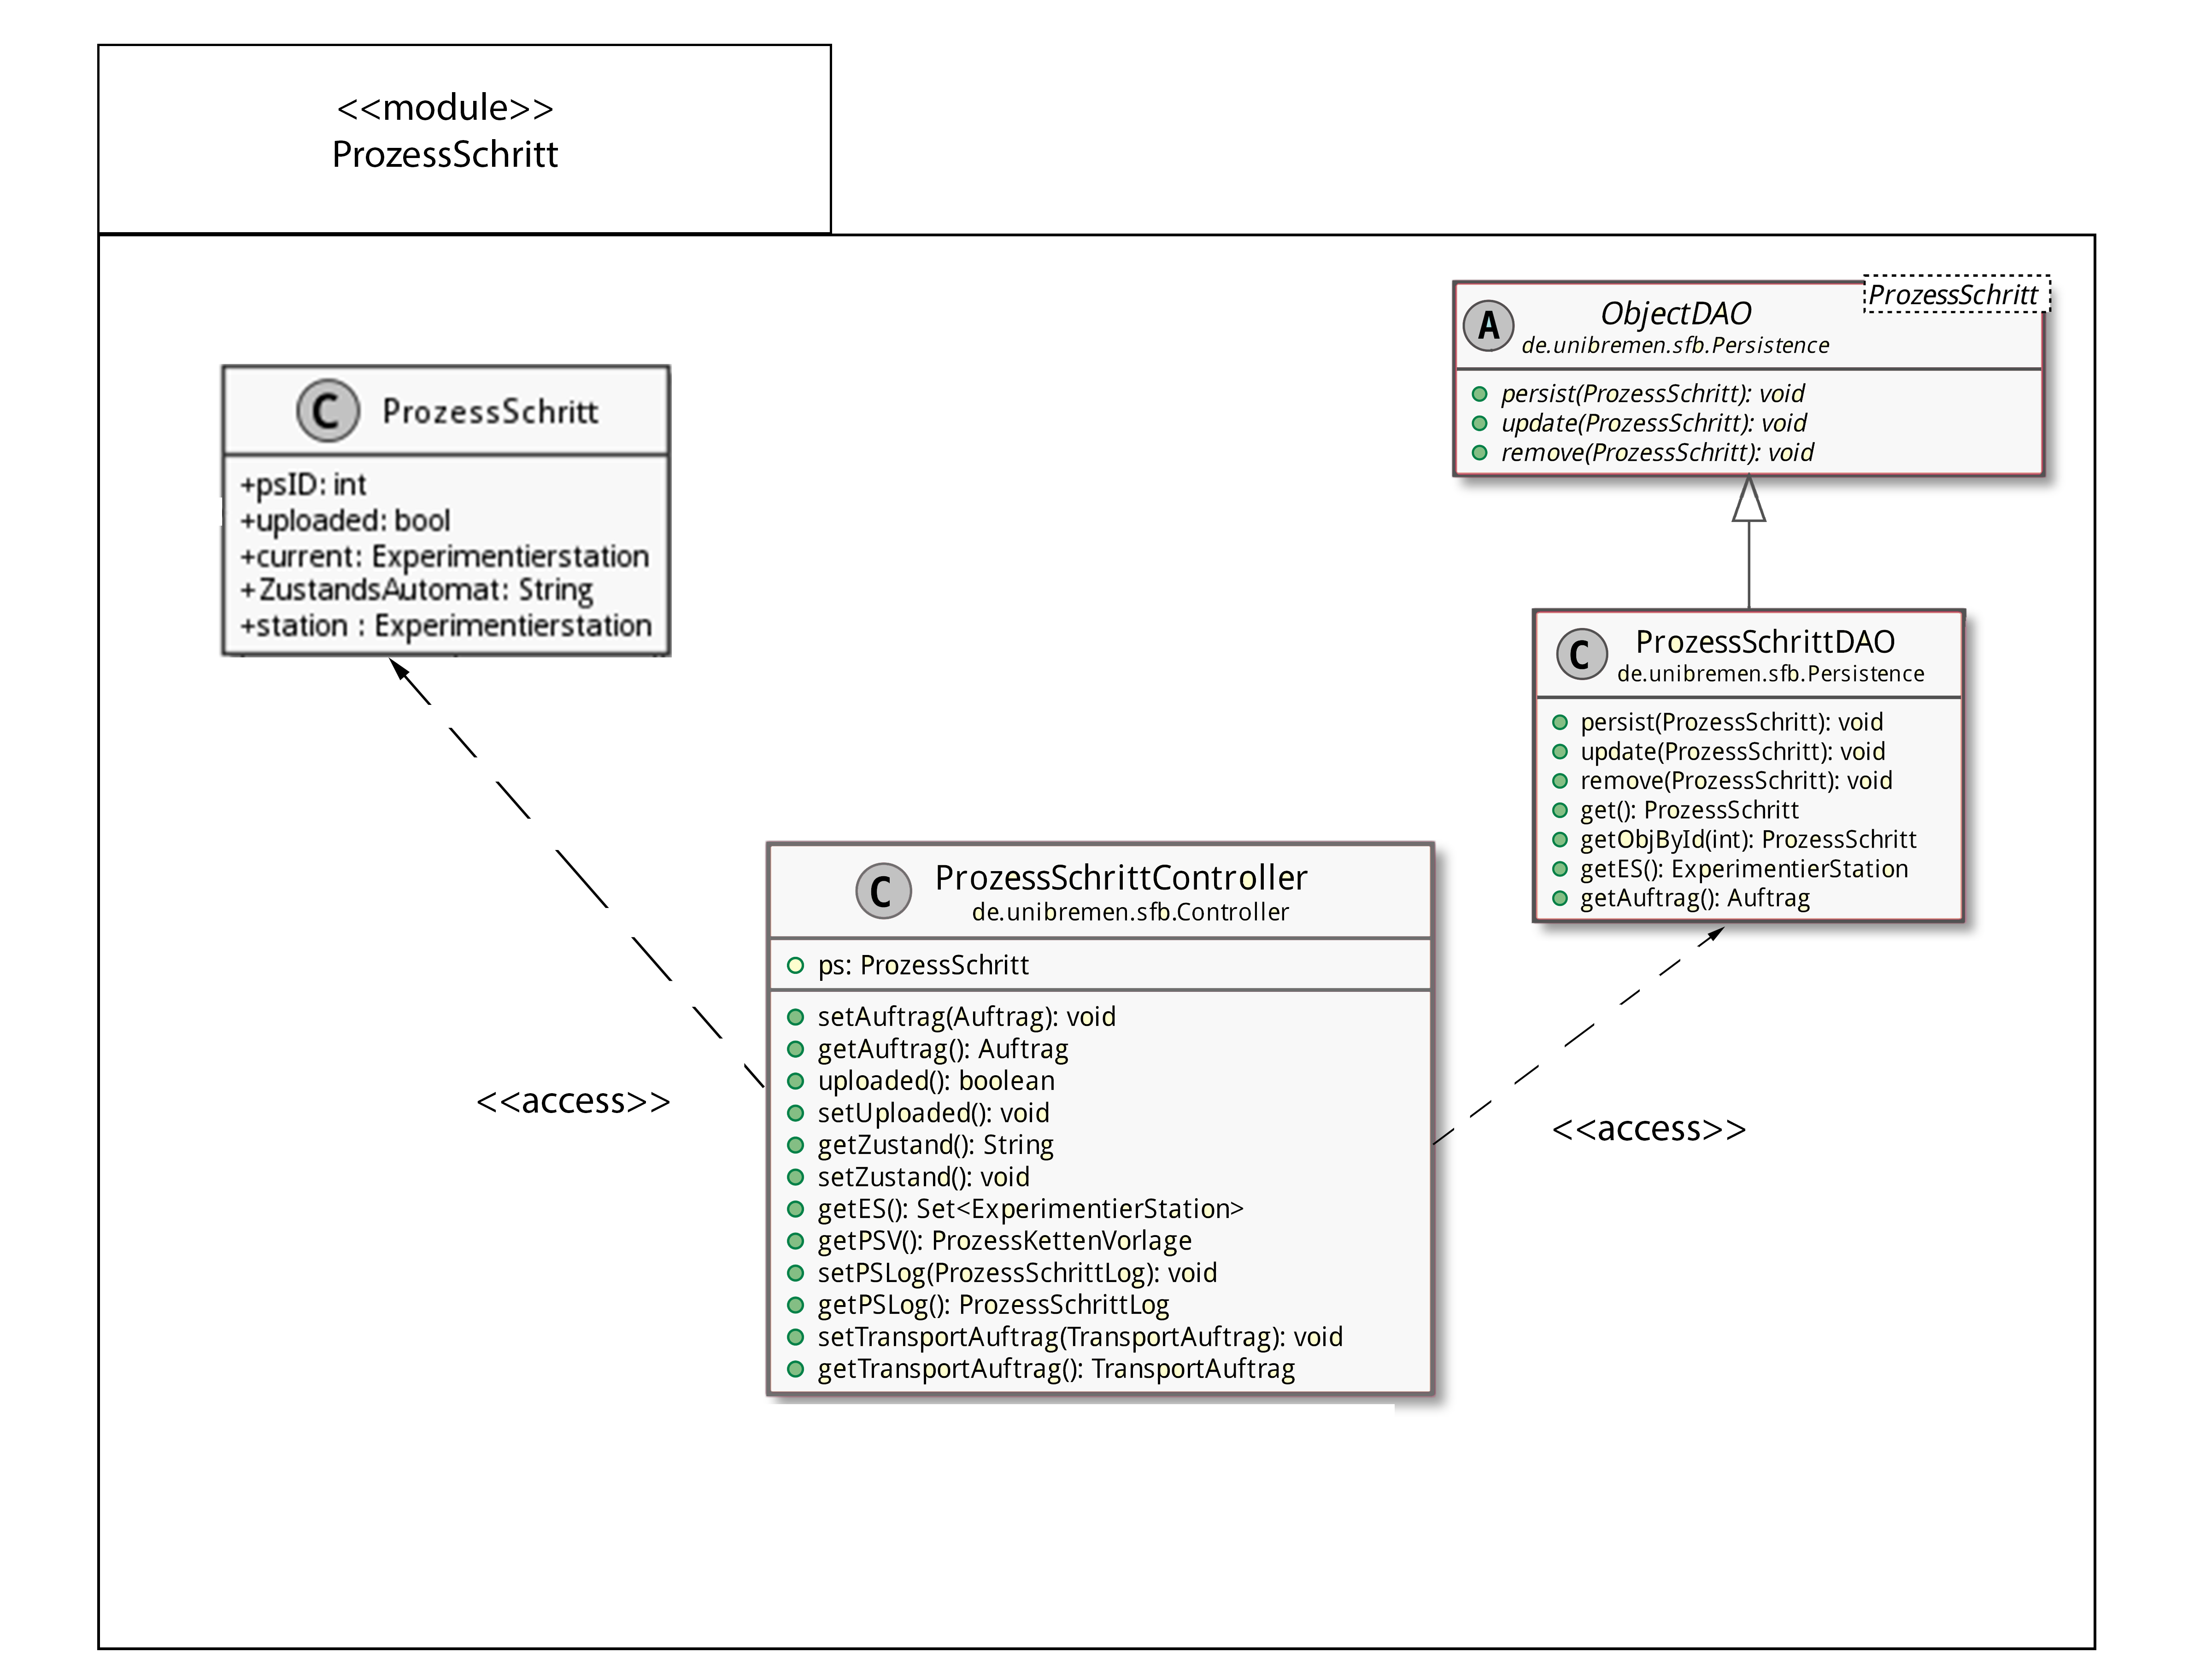 <<module>>
ProzessSchritt
C ProzessSchritt
+psID: int
+uploaded: bool
+current: Experimentierstation
+ZustandsAutomat: String
+station : Experimentierstation
ProzessSchritt
A ObjectDAO
de.unibremen.sfb.Persistence
persist(ProzessSchritt): void
update(ProzessSchritt): void
remove(ProzessSchritt): void
C ProzessSchrittDAO
de.unibremen.sfb.Persistence
persist(ProzessSchritt): void
update(ProzessSchritt): void
remove(ProzessSchritt): void
get(): ProzessSchritt
getObjById(int): ProzessSchritt
getES(): ExperimentierStation
getAuftrag(): Auftrag
C ProzessSchrittController
de.unibremen.sfb.Controller
ps: ProzessSchritt
setAuftrag(Auftrag): void
getAuftrag(): Auftrag
uploaded(): boolean
setUploaded(): void
getZustand(): String
setZustand(): void
getES(): Set<ExperimentierStation>
getPSV(): ProzessKettenVorlage
setPSLog(ProzessSchrittLog): void
getPSLog(): ProzessSchrittLog
setTransportAuftrag(TransportAuftrag): void
getTransportAuftrag(): TransportAuftrag
<<access>>
<<access>>